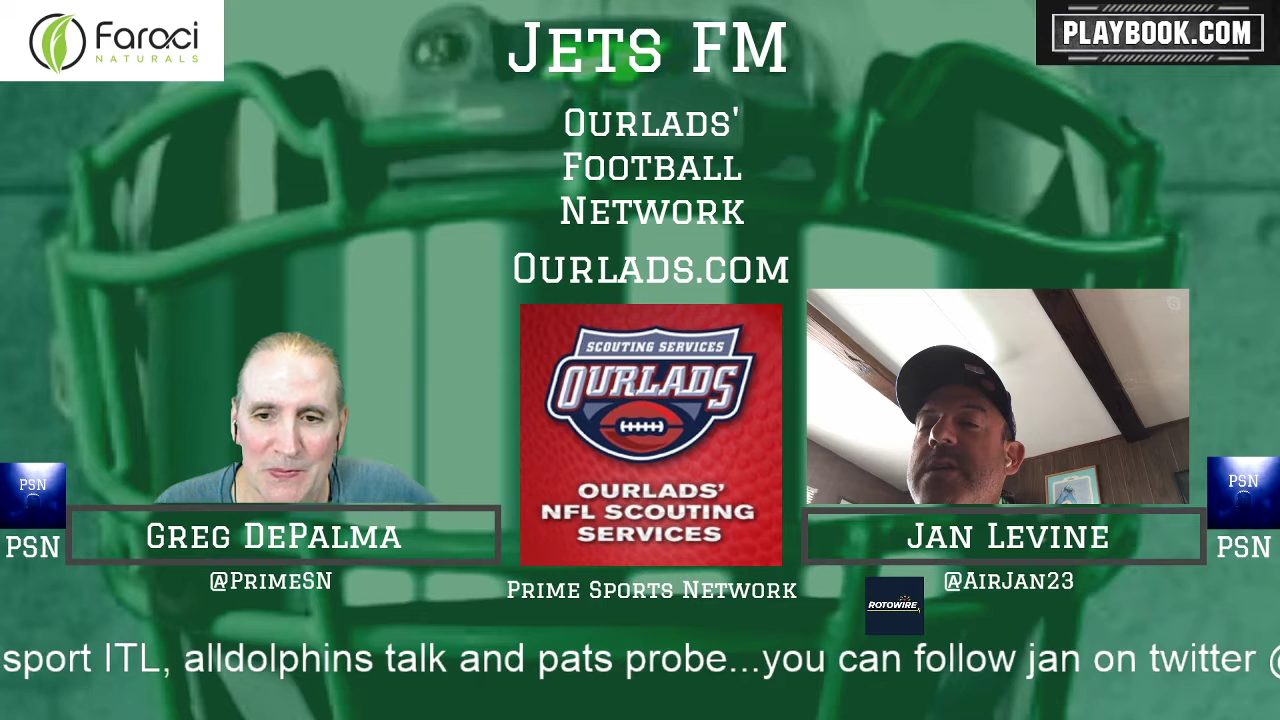 Faraci
NATURALS
JETS FM
PLAYBOOK.COM
OURLADS'
FOOTBALL
NETWORK
OURLADS.COM
SCOUTING SERVICES
OURLADS
OURLADS'
NFL SCOUTING
SERVICES
PSN
PSN
GREG DEPALMA
@PRIMESN
PRIME SPORTS NETWORK
PSN
PSN
JAN LEVINE
@AIRJAN23
ROTOWIRE
sport ITL, alldolphins talk and pats probe...you can follow jan on twitter @